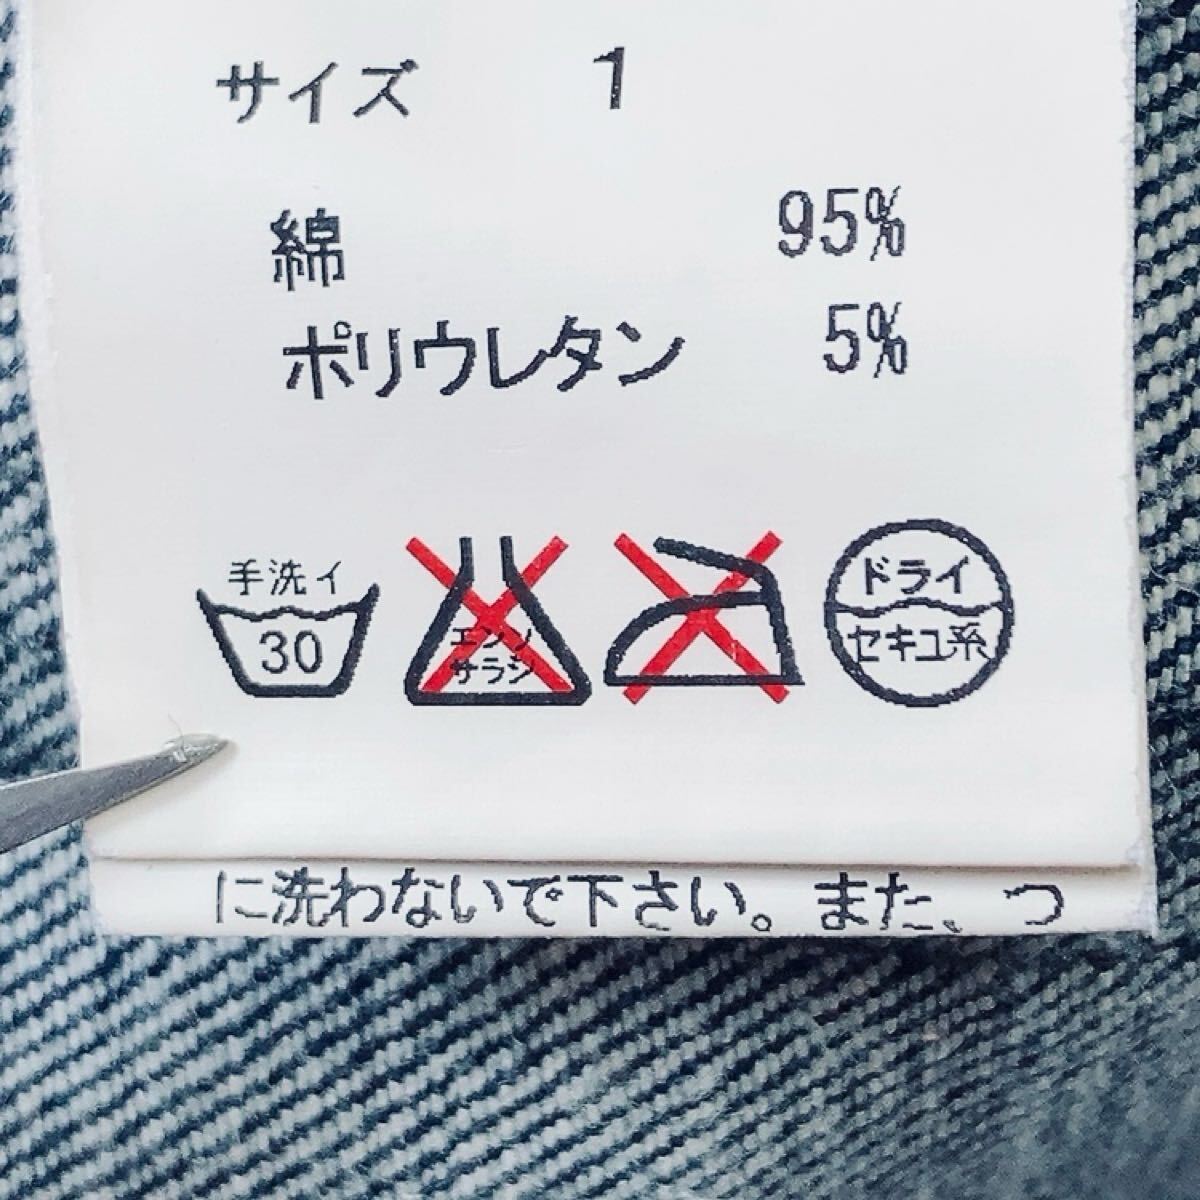 サイズ 1
綿 95%
ポリウレタン 5%
手洗イ
30
エンソ
サラシ
ドライ
セキユ系
に洗わないで下さい。また、つ